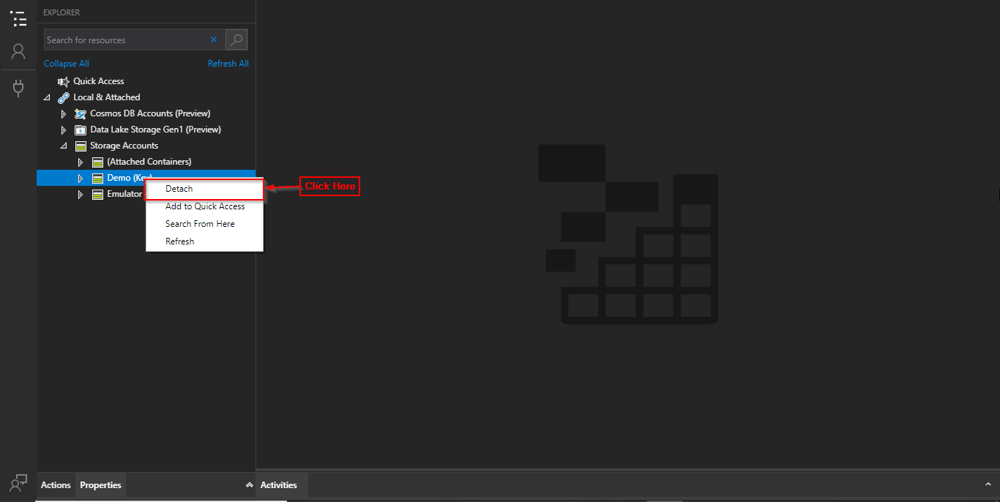 EXPLORER
Search for resources
Collapse All Refresh All
Quick Access
Local & Attached
Cosmos DB Accounts (Preview)
Data Lake Storage Gen1 (Preview)
Storage Accounts
(Attached Containers)
Demo (Key)
Detach
Click Here
Emulator
Add to Quick Access
Search From Here
Refresh
Actions Properties Activities